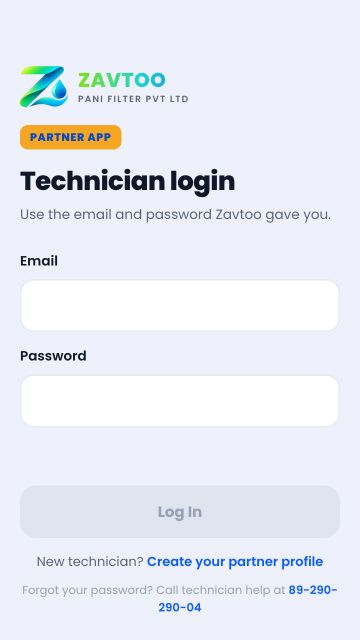 ZAVTOO
PANI FILTER PVT LTD
PARTNER APP
Technician login
Use the email and password Zavtoo gave you.
Email
Password
Log In
New technician? Create your partner profile
Forgot your password? Call technician help at 89-290-
290-04